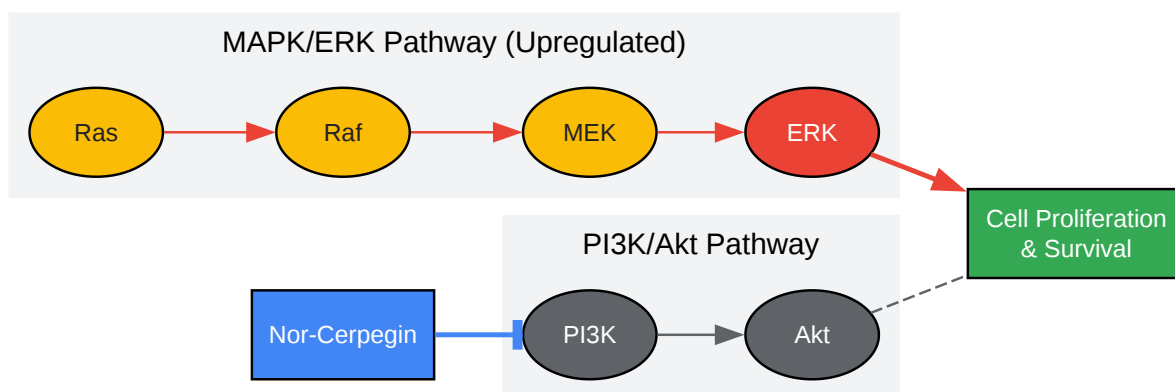 MAPK/ERK Pathway (Upregulated)
Ras
Raf
MEK
ERK
Cell Proliferation
& Survival
PI3K/Akt Pathway
Nor-Cerpegin
PI3K
Akt